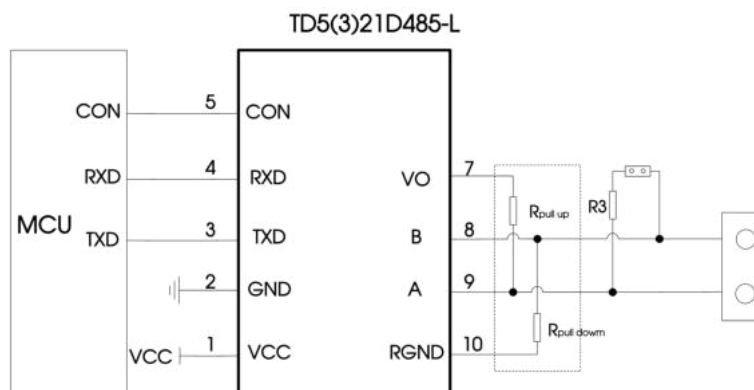 TD5(3)21D485-L
MCU
CON 5 CON
RXD 4 RXD
TXD 3 TXD
2 GND
VCC 1 VCC
VO 7
B 8
A 9
RGND 10
Rpull up
R3
Rpull dowm